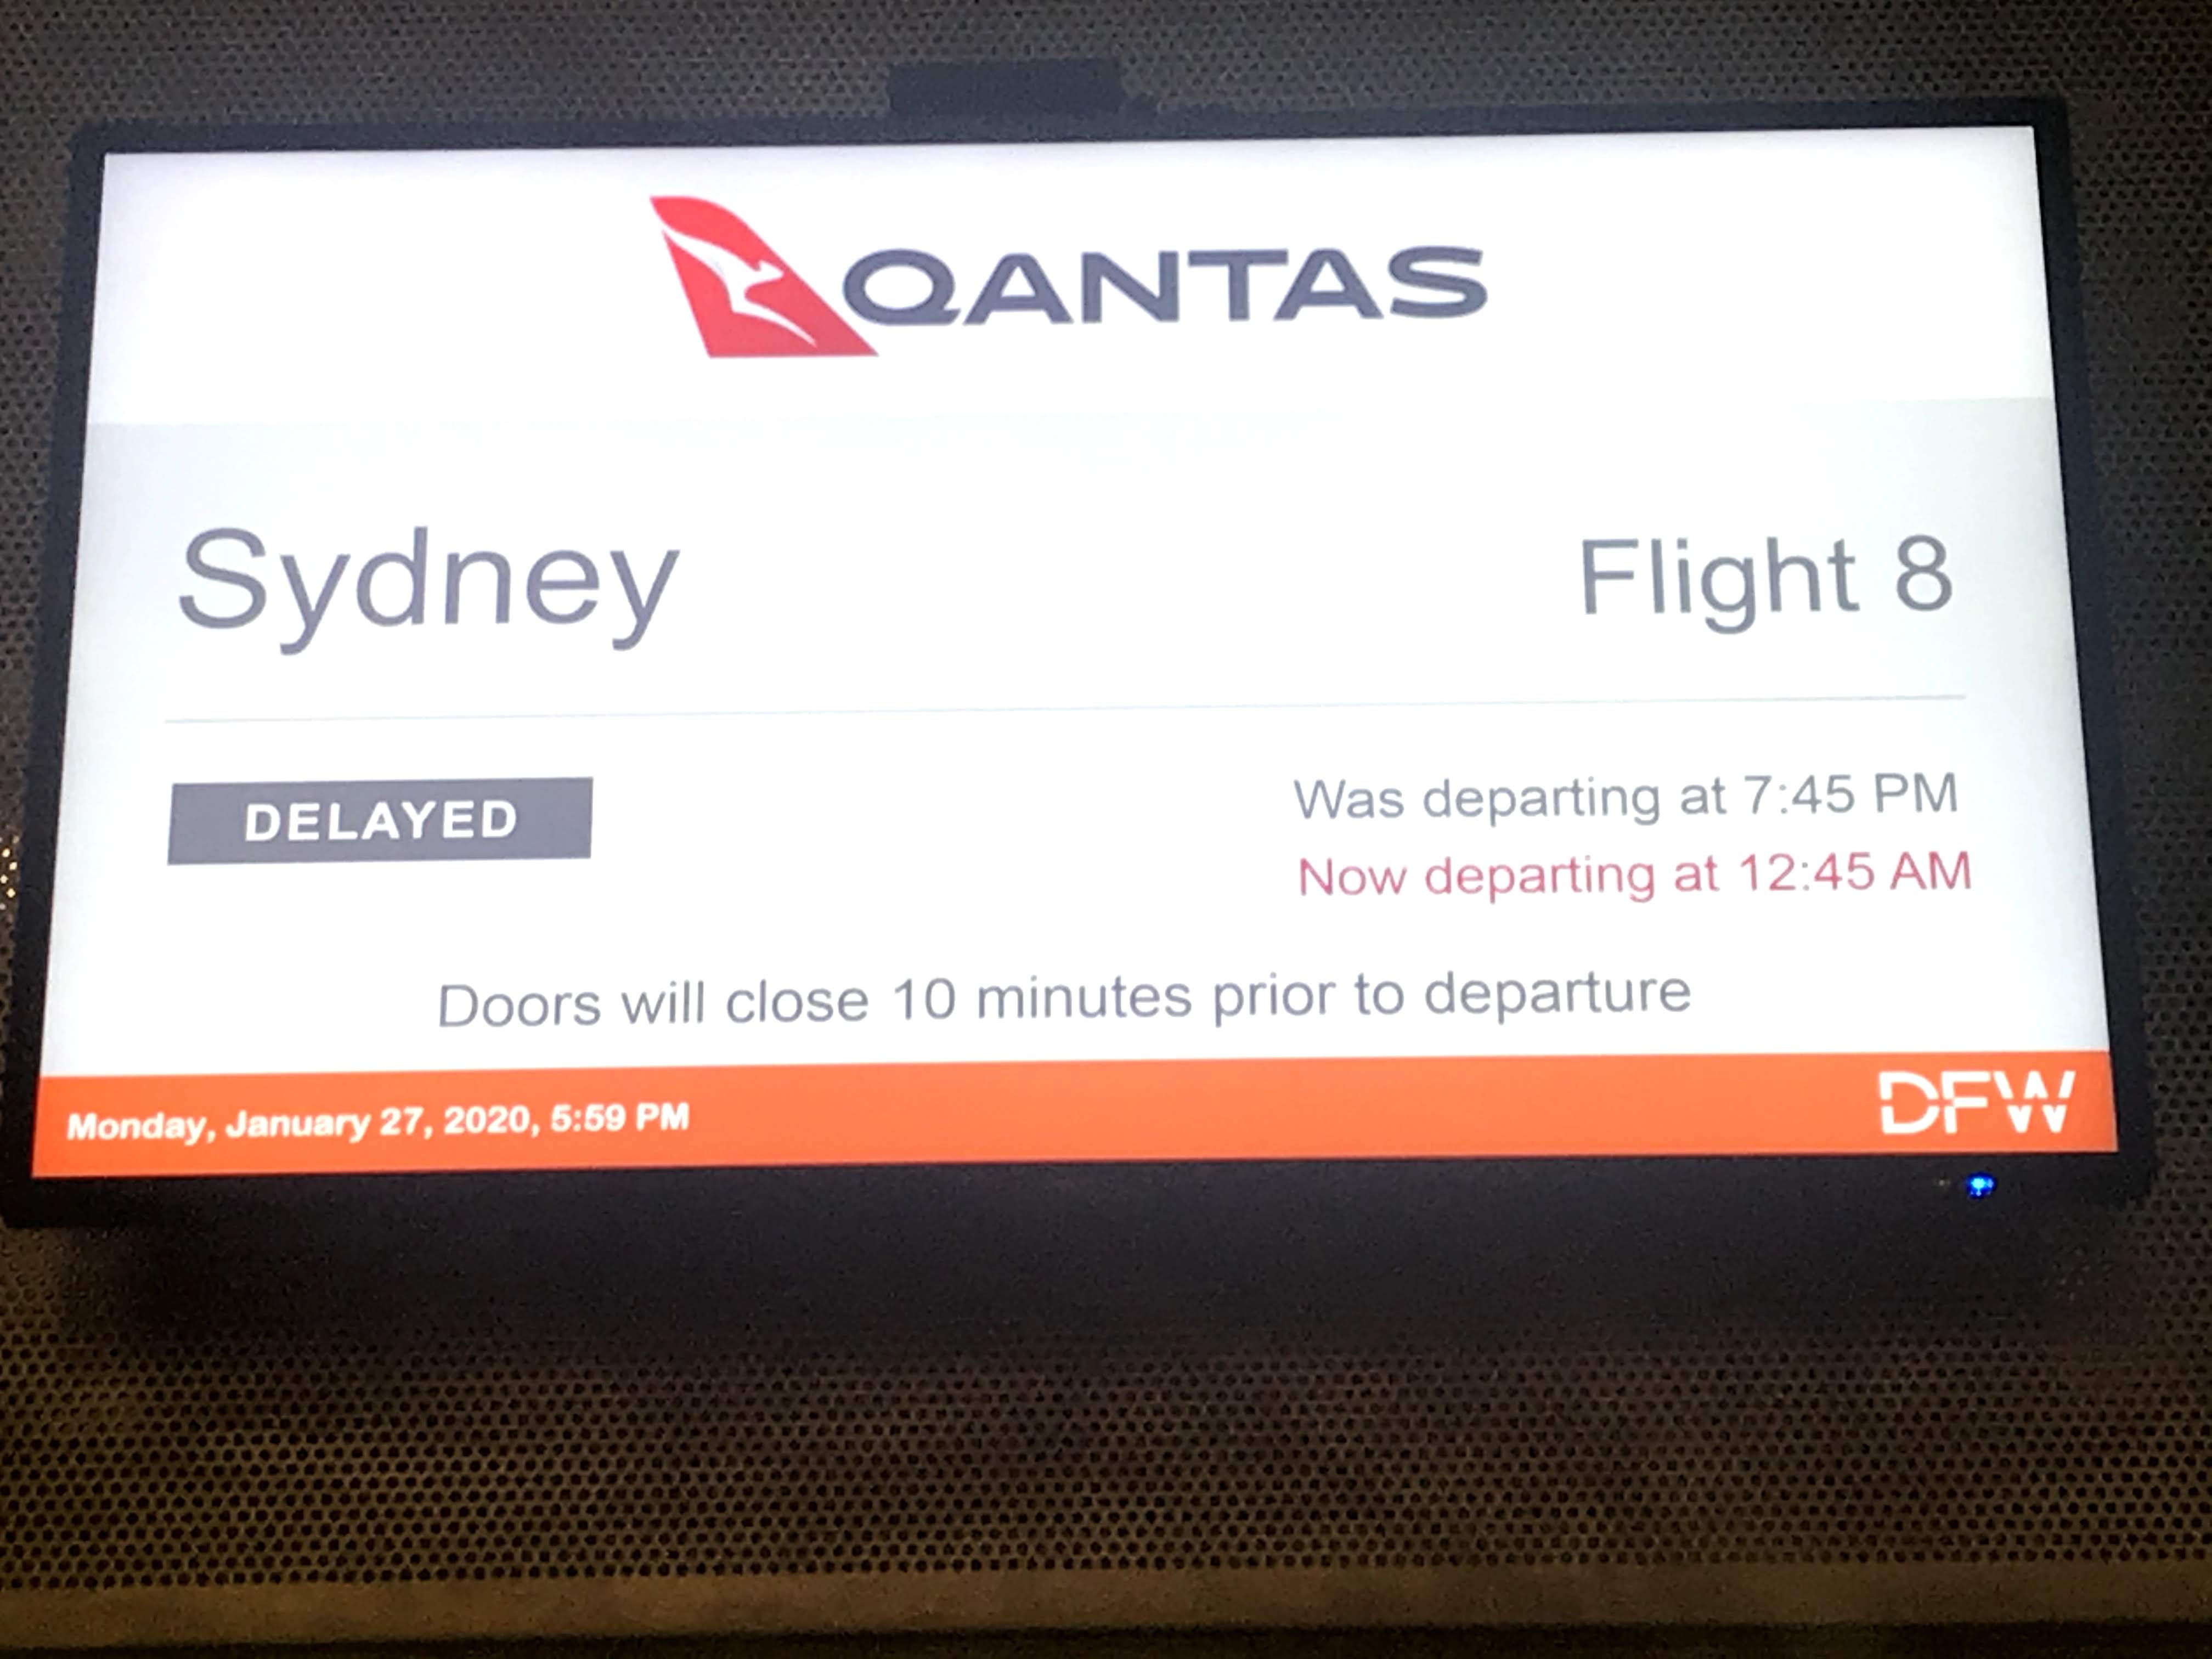 QANTAS
Sydney
Flight 8
DELAYED
Was departing at 7:45 PM
Now departing at 12:45 AM
Doors will close 10 minutes prior to departure
Monday, January 27, 2020, 5:59 PM
DFW